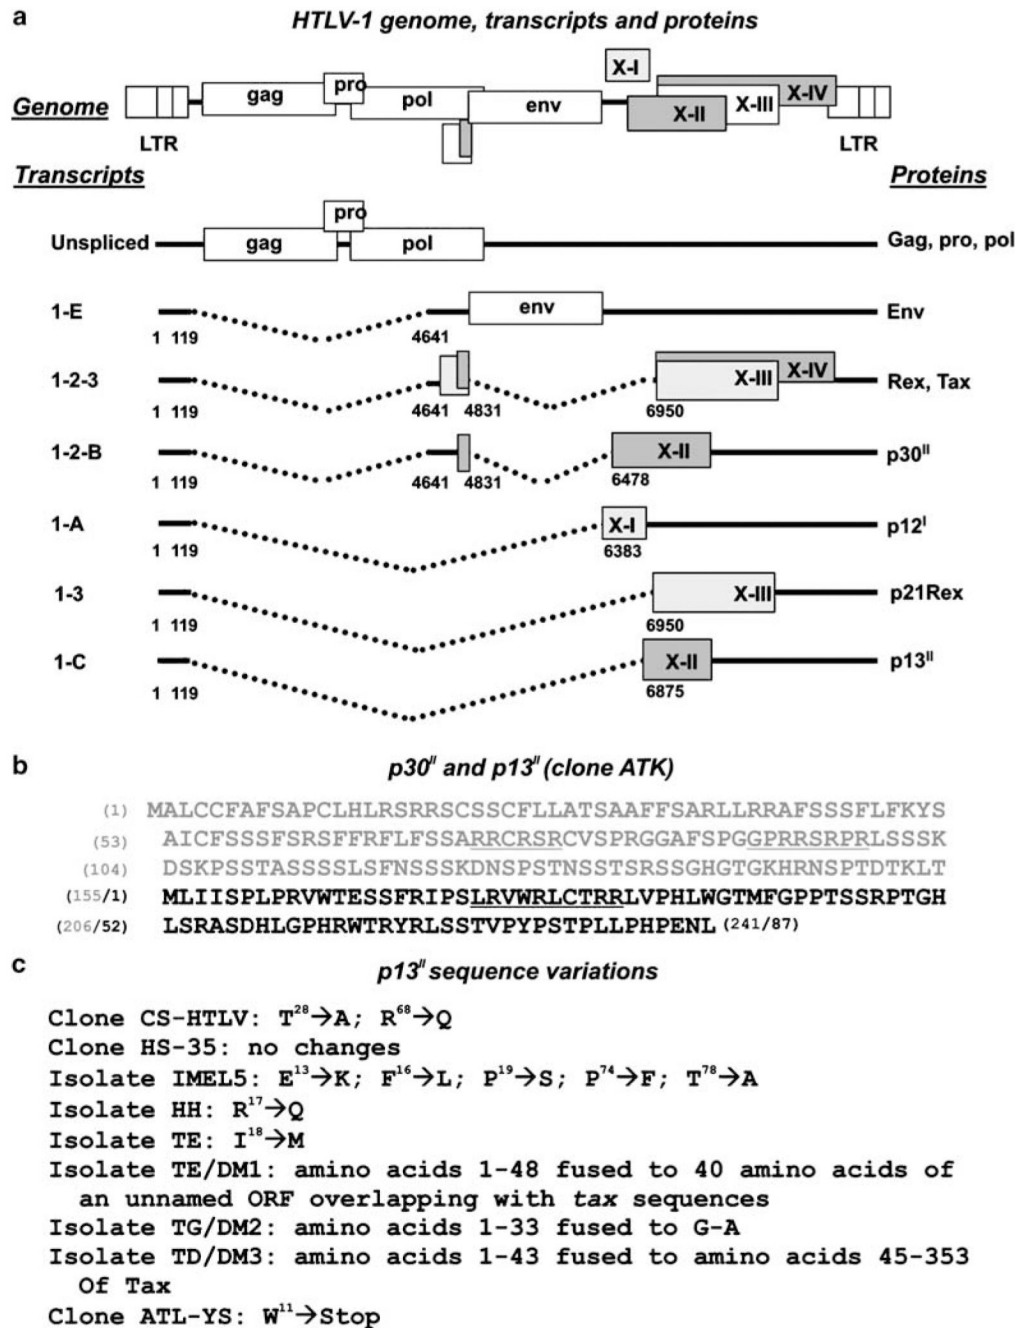 a
HTLV-1 genome, transcripts and proteins
Genome
LTR
gag
pro
pol
env
X-I
X-II
X-III
X-IV
LTR
Transcripts
Proteins
Unspliced
gag
pro
pol
Gag, pro, pol
1-E
env
Env
1 119
4641
1-2-3
X-III
X-IV
Rex, Tax
1 119
4641 4831
6950
1-2-B
X-II
p30II
1 119
4641 4831
6478
1-A
X-I
p12I
1 119
6383
1-3
X-III
p21Rex
1 119
6950
1-C
X-II
p13II
1 119
6875
b
p30II and p13II (clone ATK)
(1) MALCCFAFSAPCLHLRSRRSCSSCFLLATSAAFFSARLLRRAFSSSFLFKYS
(53) AICFSSSFSRSFFRFLFSSARRCRSRCVSPRGGAFSPGGPRRSRPRLSSSK
(104) DSKPSSTASSSSLSFNSSSKDNSPSTNSSTSRSSGHGTGKHRNSPTDTKLT
(155/1) MLIISPLPRVWTESSFRIPSLRVWRLCTRRLVPHLWGTMFGPPTSSRPTGH
(206/52) LSRASDHLGPHRWTRYRLSSTVPYPSTPLLPHPENL (241/87)
c
p13II sequence variations
Clone CS-HTLV: T28→A; R68→Q
Clone HS-35: no changes
Isolate IMEL5: E13→K; F16→L; P19→S; P74→F; T78→A
Isolate HH: R17→Q
Isolate TE: I18→M
Isolate TE/DM1: amino acids 1-48 fused to 40 amino acids of
an unnamed ORF overlapping with tax sequences
Isolate TG/DM2: amino acids 1-33 fused to G-A
Isolate TD/DM3: amino acids 1-43 fused to amino acids 45-353
Of Tax
Clone ATL-YS: W11→Stop